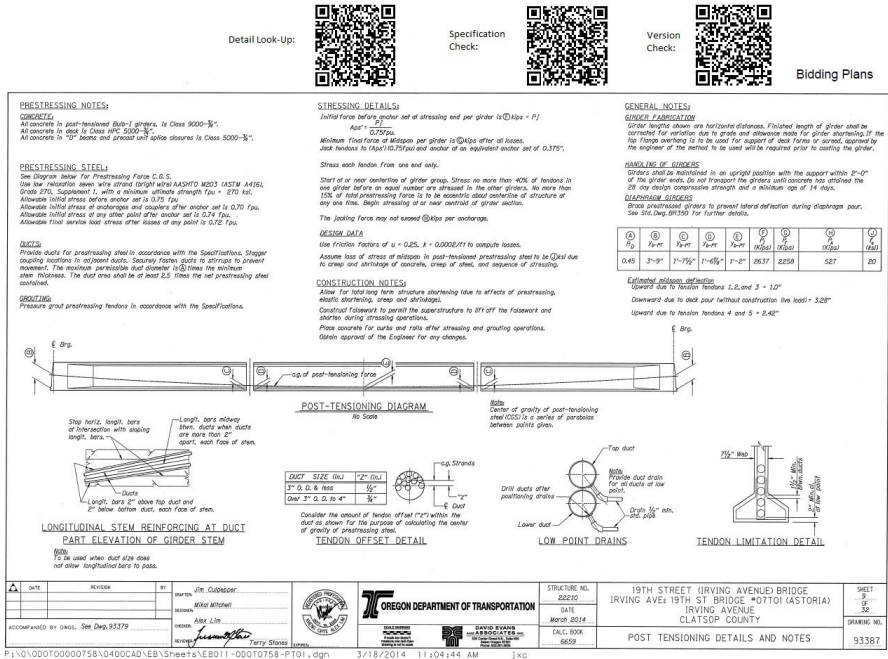 Detail Look-Up:
Specification
Check:
Version
Check:
Bidding Plans
PRESTRESSING NOTES:
CONCRETE:
All concrete in post-tensioned Bulb-I girders, is Class 9000-3/4".
All concrete in deck is Class HPC 5000-3/4".
All concrete in "D" beams and precast unit splice closures is Class 5000-3/4".
PRESTRESSING STEEL:
See Diagram below for Prestressing Force C.G.S.
Use low relaxation seven wire strand (bright wire) AASHTO M203 (ASTM A416),
Grade 270, Supplement 1, with a minimum ultimate strength fpu = 270 ksi.
Allowable initial stress before anchor set is 0.75 fpu
Allowable initial stress at anchorages and couplers after anchor set is 0.70 fpu.
Allowable initial stress at any other point after anchor set is 0.74 fpu.
Allowable final service load stress after losses at any point is 0.72 fpu.
DUCTS:
Provide ducts for prestressing steel in accordance with the Specifications. Stagger
coupling locations in adjacent ducts. Securely fasten ducts to stirrups to prevent
movement. The maximum permissible duct diameter is Ⓐ times the minimum
stem thickness. The duct area shall be at least 2.5 times the net prestressing steel
contained.
GROUTING:
Pressure grout prestressing tendons in accordance with the Specifications.
STRESSING DETAILS:
Initial force before anchor set at stressing end per girder is Ⓕ kips = Pj
Aps' = Pj
0.75fpu.
Minimum final force at Midspan per girder is Ⓖ kips after all losses.
Jack tendons to (Aps')(0.75fpu) and anchor at an equivalent anchor set of 0.375".
Stress each tendon from one end only.
Start at or near centerline of girder group. Stress no more than 40% of tendons in
one girder before an equal number are stressed in the other girders. No more than
15% of total prestressing force is to be eccentric about centerline of structure at
any one time. Begin stressing at or near centroid of girder section.
The jacking force may not exceed Ⓗ Kips per anchorage.
DESIGN DATA
Use friction factors of u = 0.25, k = 0.0002/ft to compute losses.
Assume loss of stress at midspan in post-tensioned prestressing steel to be Ⓙ ksi due
to creep and shrinkage of concrete, creep of steel, and sequence of stressing.
CONSTRUCTION NOTES:
Allow for total long term structure shortening (due to effects of prestressing,
elastic shortening, creep and shrinkage).
Construct falsework to permit the superstructure to lift off the falsework and
shorten during stressing operations.
Place concrete for curbs and rails after stressing and grouting operations.
Obtain approval of the Engineer for any changes.
GENERAL NOTES:
GIRDER FABRICATION
Girder lengths shown are horizontal distances. Finished length of girder shall be
corrected for variation due to grade and allowance made for girder shortening. If the
top flange overhang is to be used for support of deck forms or screed, approval by
the engineer of the method to be used will be required prior to casting the girder.
HANDLING OF GIRDERS
Girders shall be maintained in an upright position with the support within 2'-0"
of the girder ends. Do not transport the girders until concrete has attained the
28 day design compressive strength and a minimum age of 14 days.
DIAPHRAGM GIRDERS
Brace prestressed girders to prevent lateral deflection during diaphragm pour.
See Std. Dwg. BR350 for further details.
Ⓐ Ⓑ Ⓒ Ⓓ Ⓔ Ⓕ Ⓖ Ⓗ Ⓙ
(Kips) (Kips) (Kips) (ksi)
0.45 3'-9" 1'-7 1/2" 1'-2" 2637 2258 527 20
Estimated midspan deflection
Upward due to tension tendons 1,2,and 3 = 1.0"
Downward due to deck pour (without construction live load) = 3.28"
Upward due to tension tendons 4 and 5 = 2.42"
℄ Brg.
℄ Brg.
Ⓑ Ⓒ Ⓓ Ⓔ Ⓓ Ⓒ Ⓑ
c.g. of post-tensioning force
POST-TENSIONING DIAGRAM
No Scale
Note:
Center of gravity of post-tensioning
steel (CGS) is a series of parabolas
between points given.
Stop horiz. longit. bars
at intersection with sloping
longit. bars.
Longit. bars midway
btwn. ducts when ducts
are more than 2"
apart, each face of stem.
Ducts
Longit. bars 2" above top duct and
2" below bottom duct, each face of stem.
LONGITUDINAL STEM REINFORCING AT DUCT
PART ELEVATION OF GIRDER STEM
Note:
To be used when duct size does
not allow longitudinal bars to pass.
DUCT SIZE (in.) "Z" (in.)
3" O. D. & less 1/2"
Over 3" O. D. to 4" 3/4"
c.g. Strands
"Z"
℄ Duct
Consider the amount of tendon offset ("z") within the
duct as shown for the purpose of calculating the center
of gravity of prestressing steel.
TENDON OFFSET DETAIL
Top duct
Note:
Provide duct drain
for all ducts at low
point.
Drill ducts after
positioning drains
Drain 1/2" min.
std. pipe
Lower duct
LOW POINT DRAINS
7 1/2" Web
1 1/2" Min.
btwn. ducts
2" Min.
at low point
TENDON LIMITATION DETAIL
DATE REVISION BY
ACCOMPANIED BY DWGS. See Dwg. 93379
DRAFTER: Jim Culpepper
DESIGNER: Mikal Mitchell
CHECKER: Alex Lim
REVIEWER: Terry Stones
OREGON DEPARTMENT OF TRANSPORTATION
DAVID EVANS
AND ASSOCIATES INC.
STRUCTURE NO.
22210
DATE
March 2014
CALC. BOOK
6659
19TH STREET (IRVING AVENUE) BRIDGE
IRVING AVE: 19TH ST BRIDGE #07T01 (ASTORIA)
IRVING AVENUE
CLATSOP COUNTY
POST TENSIONING DETAILS AND NOTES
SHEET
9
OF
32
DRAWING NO.
93387
P:\O\ODOT00000758\0400CAD\EB\Sheets\EB011-ODOT0758-PT01.dgn 3/18/2014 11:04:44 AM jxc